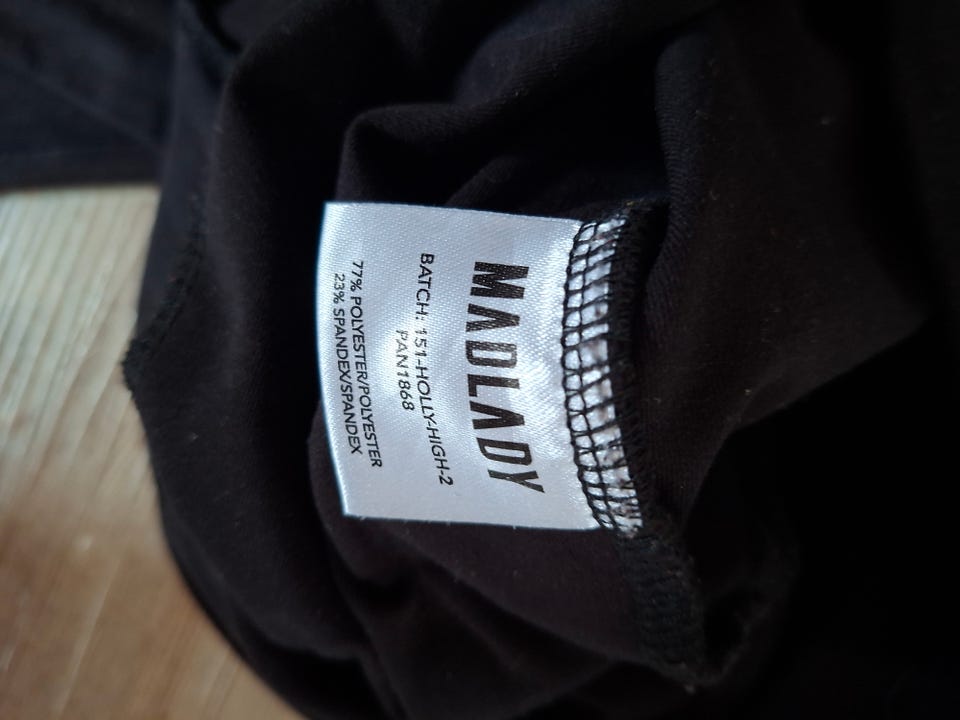 MADLADY
BATCH: 151-HOLLY-HIGH-2
PAN1868
77% POLYESTER/POLYESTER
23% SPANDEX/SPANDEX